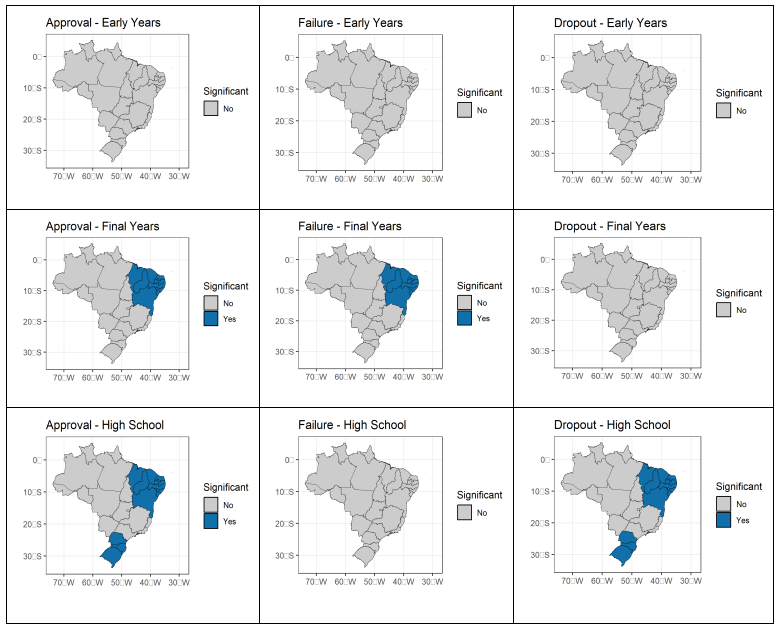 Approval - Early Years
0□
10□S
20□S
30□S
70□W 60□W 50□W 40□W 30□W
Significant
No
Failure - Early Years
0□
10□S
20□S
30□S
70□W 60□W 50□W 40□W 30□W
Significant
No
Dropout - Early Years
0□
10□S
20□S
30□S
70□W 60□W 50□W 40□W 30□W
Significant
No
Approval - Final Years
0□
10□S
20□S
30□S
70□W 60□W 50□W 40□W 30□W
Significant
No
Yes
Failure - Final Years
0□
10□S
20□S
30□S
70□W 60□W 50□W 40□W 30□W
Significant
No
Yes
Dropout - Final Years
0□
10□S
20□S
30□S
70□W 60□W 50□W 40□W 30□W
Significant
No
Approval - High School
0□
10□S
20□S
30□S
70□W 60□W 50□W 40□W 30□W
Significant
No
Yes
Failure - High School
0□
10□S
20□S
30□S
70□W 60□W 50□W 40□W 30□W
Significant
No
Dropout - High School
0□
10□S
20□S
30□S
70□W 60□W 50□W 40□W 30□W
Significant
No
Yes